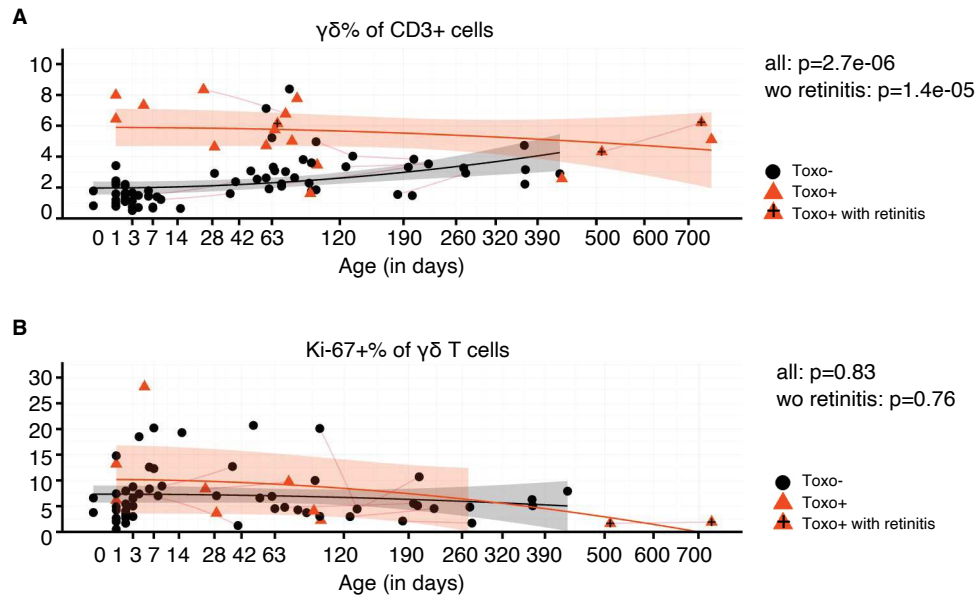 A
γδ% of CD3+ cells
10
8
6
4
2
0
0 1 3 7 14 28 42 63 120 190 260 320 390 500 600 700
Age (in days)
all: p=2.7e-06
wo retinitis: p=1.4e-05
Toxo-
Toxo+
Toxo+ with retinitis
B
Ki-67+% of γδ T cells
30
25
20
15
10
5
0
0 1 3 7 14 28 42 63 120 190 260 320 390 500 600 700
Age (in days)
all: p=0.83
wo retinitis: p=0.76
Toxo-
Toxo+
Toxo+ with retinitis